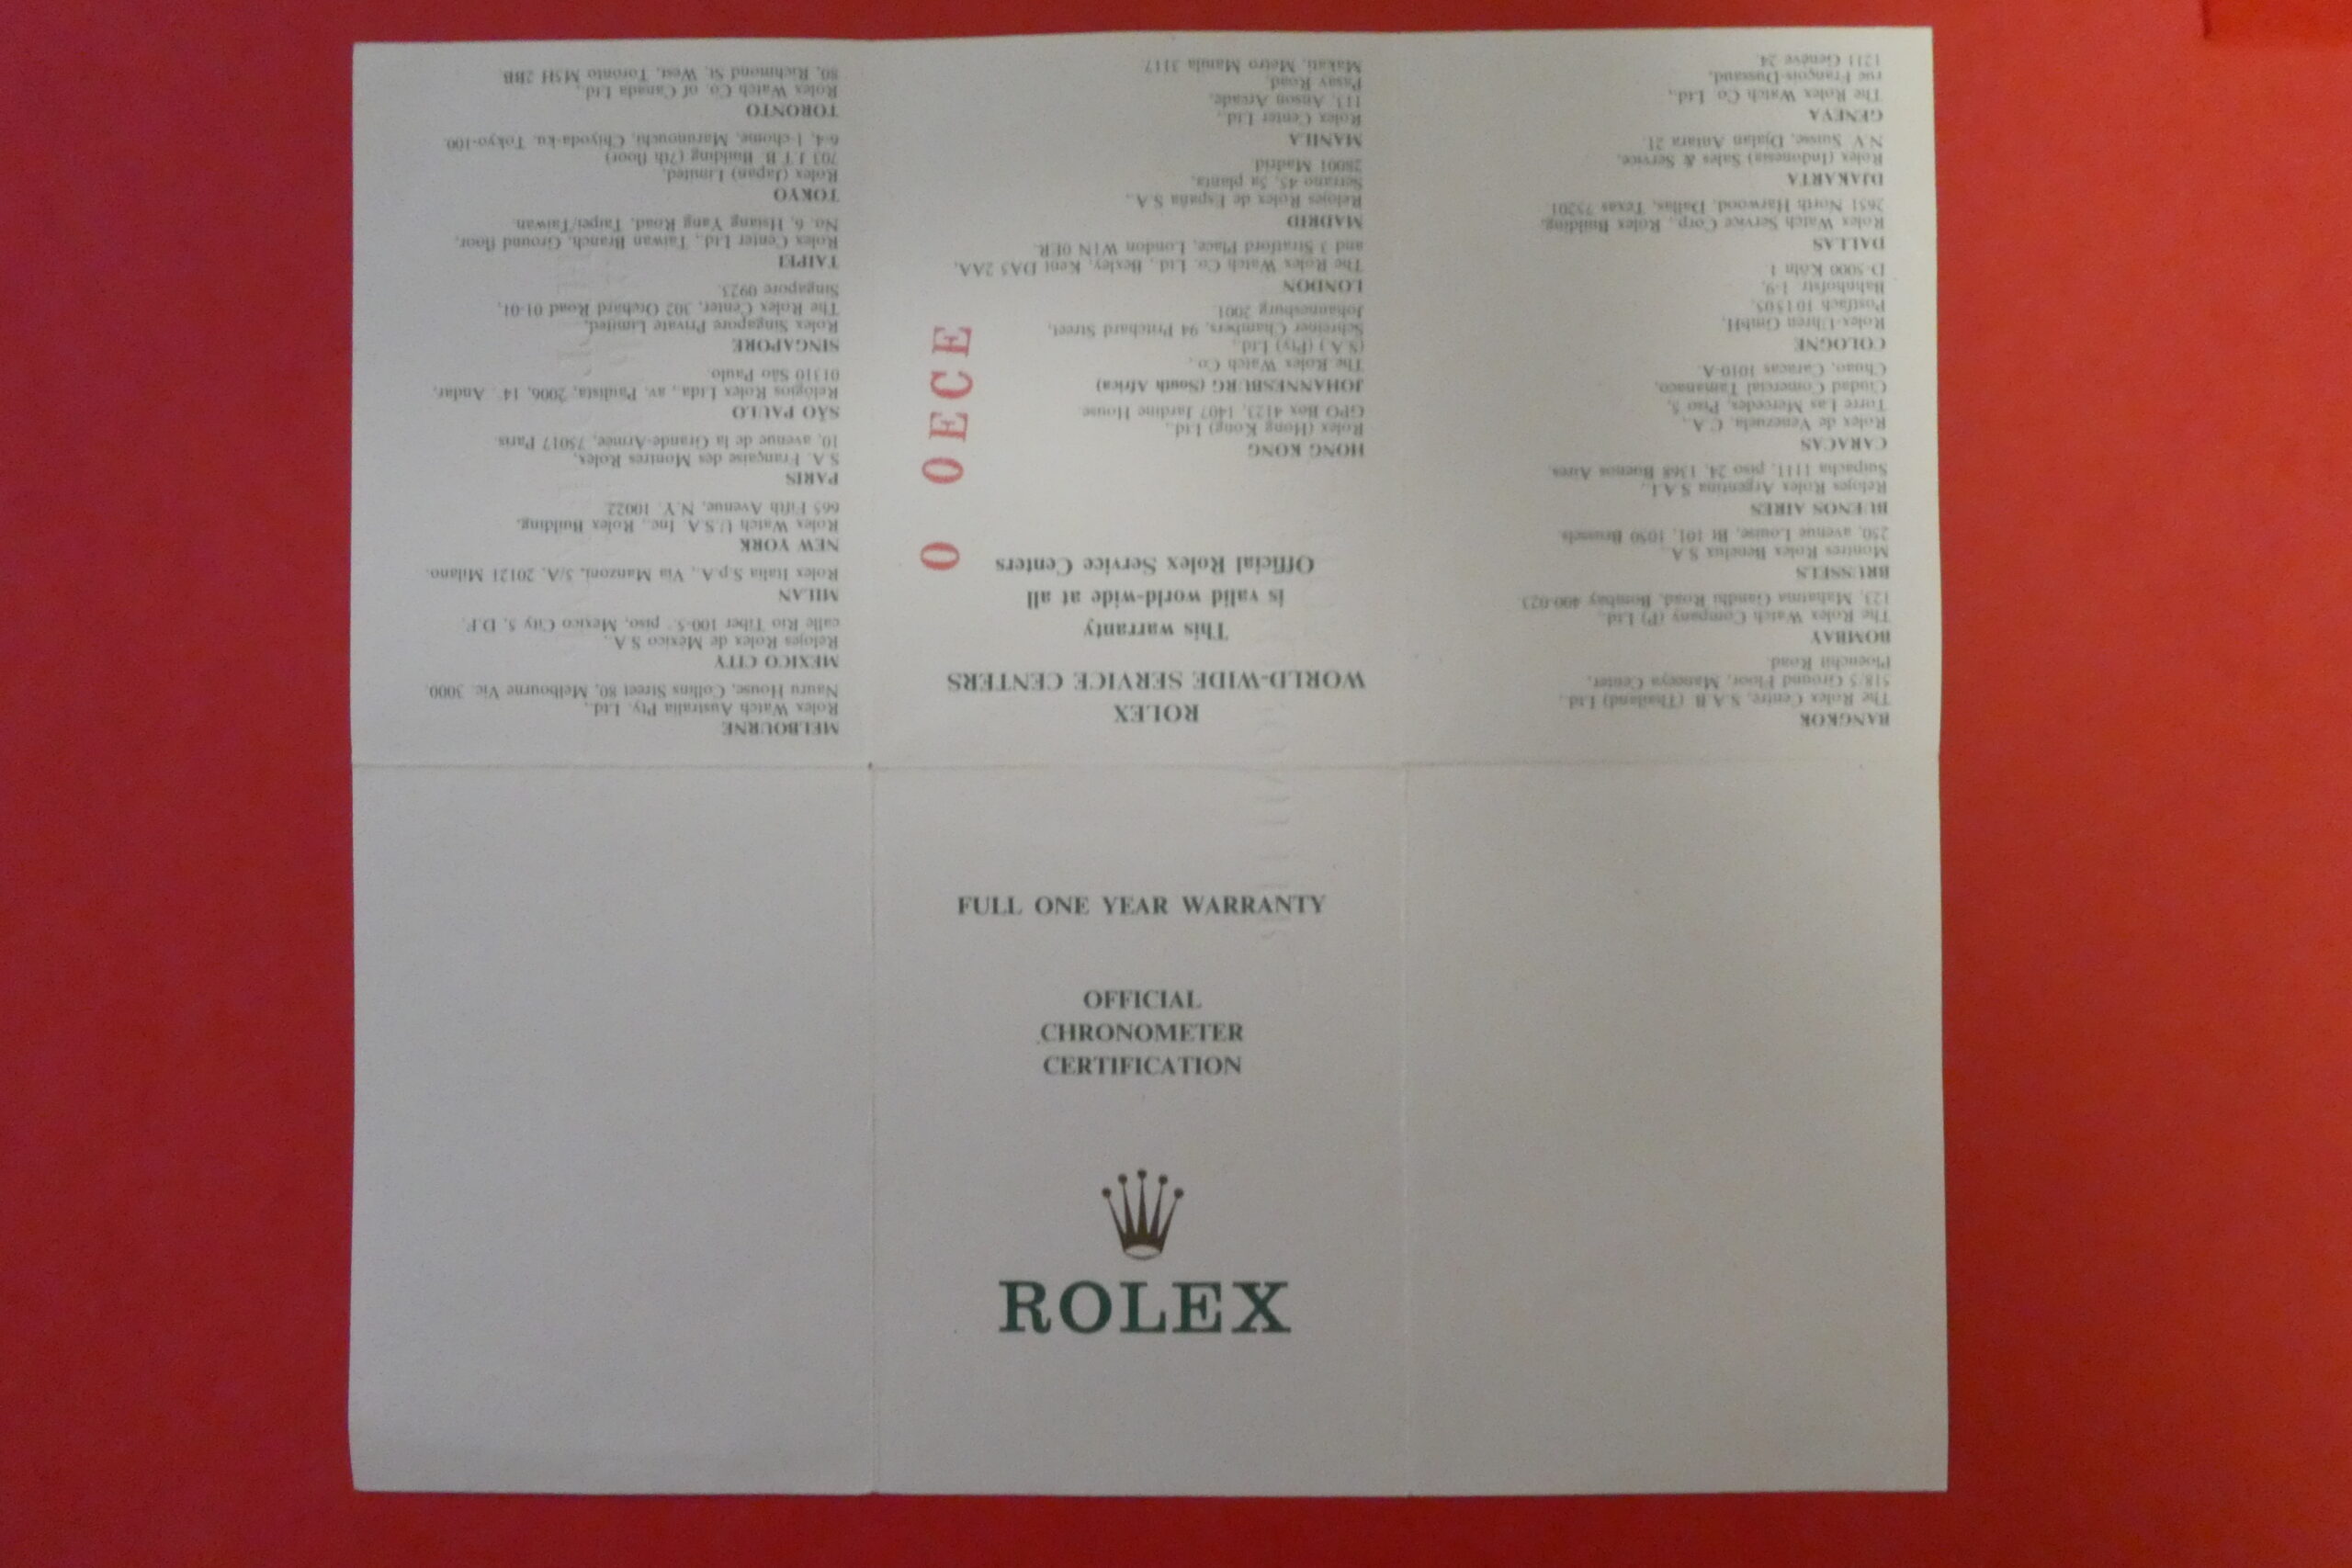 FULL ONE YEAR WARRANTY
OFFICIAL
CHRONOMETER
CERTIFICATION
ROLEX
ROLEX
WORLD-WIDE SERVICE CENTERS
This warranty
is valid world-wide at all
Official Rolex Service Centers
O OECE
BANGKOK
The Rolex Centre, S.A.B. (Thailand) Ltd.,
518/5 Ground Floor, Maneeya Center,
Ploenchit Road.
BOMBAY
The Rolex Watch Company (P) Ltd.,
123, Mahatma Gandhi Road, Bombay 400-023.
BRUSSELS
Montres Rolex Benelux S.A.,
250, avenue Louise, Bt 101, 1050 Brussels.
BUENOS AIRES
Relojes Rolex Argentina S.A.I.,
Suipacha 1111, piso 24, 1368 Buenos Aires.
CARACAS
Rolex de Venezuela, C.A.,
Torre Las Mercedes, Piso 5,
Ciudad Comercial Tamanaco,
Chuao, Caracas 1010-A.
COLOGNE
Rolex-Uhren GmbH,
Postfach 101505,
Bahnhofstr. 1-9,
D-5000 Köln 1.
DALLAS
Rolex Watch Service Corp., Rolex Building,
2651 North Harwood, Dallas, Texas 75201.
DJAKARTA
Rolex (Indonesia) Sales & Service,
N.V. Suisse, Djalan Antara 21.
GENEVA
The Rolex Watch Co. Ltd.,
rue François-Dussaud,
1211 Genève 24.
HONG KONG
Rolex (Hong Kong) Ltd.,
GPO Box 4123, 1407 Jardine House.
JOHANNESBURG (South Africa)
The Rolex Watch Co.,
(S.A.) (Pty) Ltd.,
Schreiner Chambers, 94 Pritchard Street,
Johannesburg 2001.
LONDON
The Rolex Watch Co. Ltd., Bexley, Kent DA5 2AA,
and 3 Stratford Place, London W1N 0ER.
MADRID
Relojes Rolex de España S.A.,
Serrano 45, 5a planta,
28001 Madrid.
MANILA
Rolex Center Ltd.,
111, Anson Arcade,
Pasay Road,
Makati, Metro Manila 3117
MELBOURNE
Rolex Watch Australia Pty. Ltd.,
Nauru House, Collins Street 80, Melbourne Vic. 3000.
MEXICO CITY
Relojes Rolex de México S.A.,
calle Rio Tiber 100-5° piso, Mexico City 5, D.F.
MILAN
Rolex Italia S.p.A., Via Manzoni, 3/A, 20121 Milano.
NEW YORK
Rolex Watch U.S.A. Inc., Rolex Building,
665 Fifth Avenue, N.Y. 10022.
PARIS
S.A. Française des Montres Rolex,
10, avenue de la Grande-Armée, 75017 Paris.
SÃO PAULO
Relógios Rolex Ltda., av. Paulista, 2006, 14° Andar,
01310 São Paulo.
SINGAPORE
Rolex Singapore Private Limited,
The Rolex Center, 302 Orchard Road 01-01,
Singapore 0923.
TAIPEI
Rolex Center Ltd., Taiwan Branch, Ground floor,
No. 6, Hsiang Yang Road, Taipei/Taiwan.
TOKYO
Rolex (Japan) Limited,
703 J.T.B. Building (7th floor)
6-4, 1-chome, Marunouchi, Chiyoda-ku, Tokyo-100.
TORONTO
Rolex Watch Co. of Canada Ltd.,
80, Richmond St. West, Toronto M5H 2BB